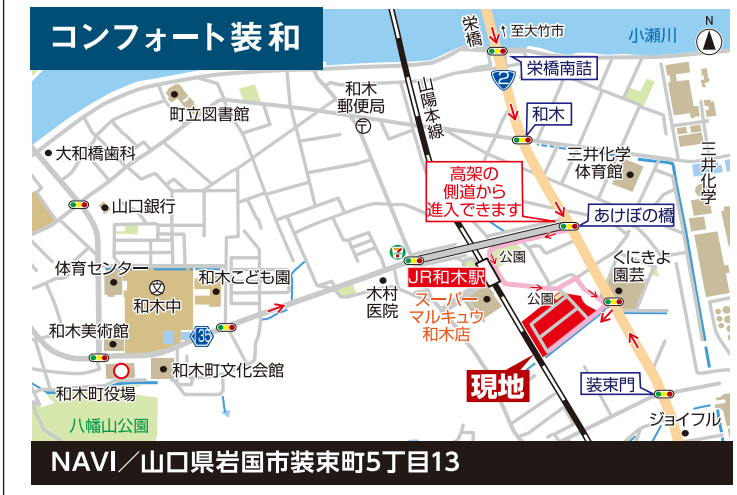 コンフォート装和
栄橋
至大竹市
小瀬川
N
2
栄橋南詰
和木
郵便局
山陽本線
町立図書館
和木
大和橋歯科
三井化学
体育館
三井化学
高架の
側道から
進入できます
山口銀行
あけぼの橋
7
公園
体育センター
文
和木こども園
JR和木駅
くにきよ
園芸
和木中
木村
医院
スーパー
マルキュウ
和木店
公園
和木美術館
135
現地
和木町文化会館
装束門
和木町役場
八幡山公園
ジョイフル
NAVI／山口県岩国市装束町5丁目13